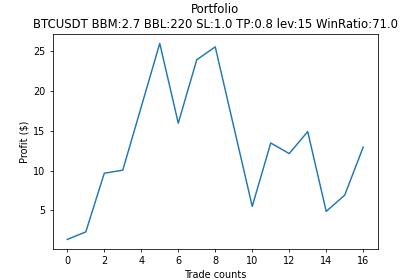 Portfolio
BTCUSDT BBM:2.7 BBL:220 SL:1.0 TP:0.8 lev:15 WinRatio:71.0
25
20
15
10
5
Profit ($)
0 2 4 6 8 10 12 14 16
Trade counts